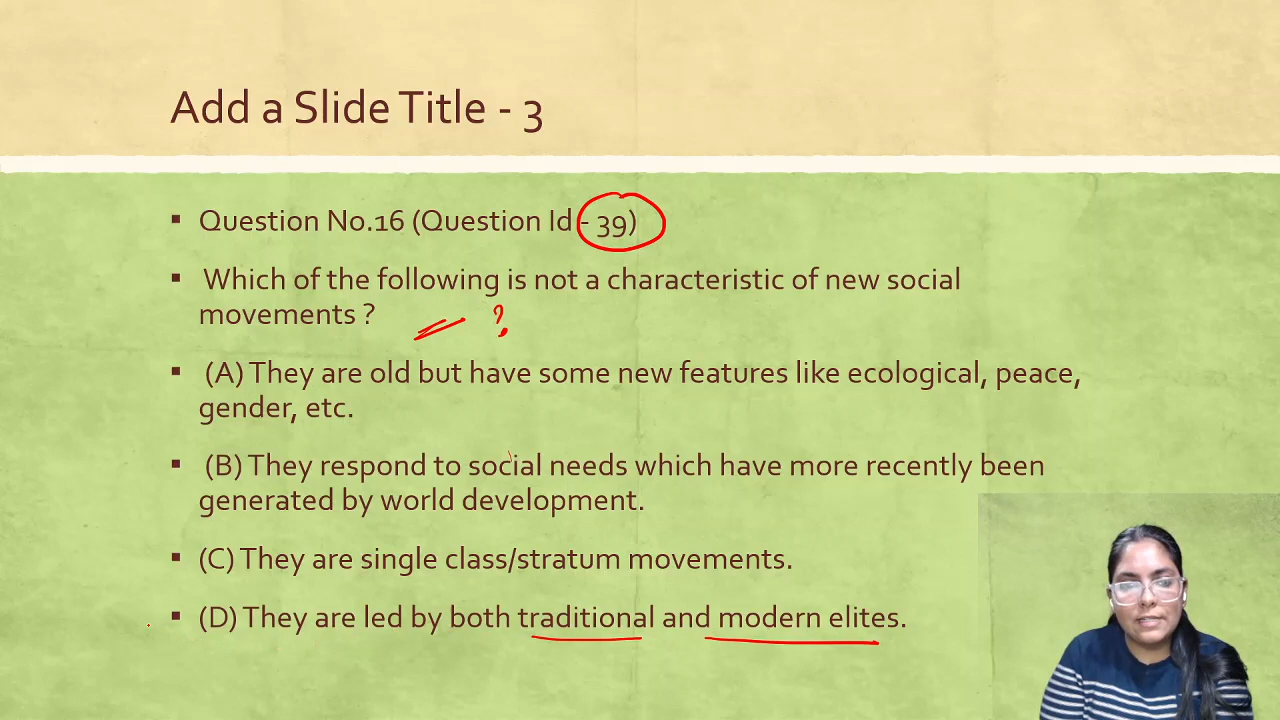 Add a Slide Title - 3
▪ Question No.16 (Question Id - 39)
▪ Which of the following is not a characteristic of new social
movements ?
?
▪ (A) They are old but have some new features like ecological, peace,
gender, etc.
▪ (B) They respond to social needs which have more recently been
generated by world development.
▪ (C) They are single class/stratum movements.
▪ (D) They are led by both traditional and modern elites.